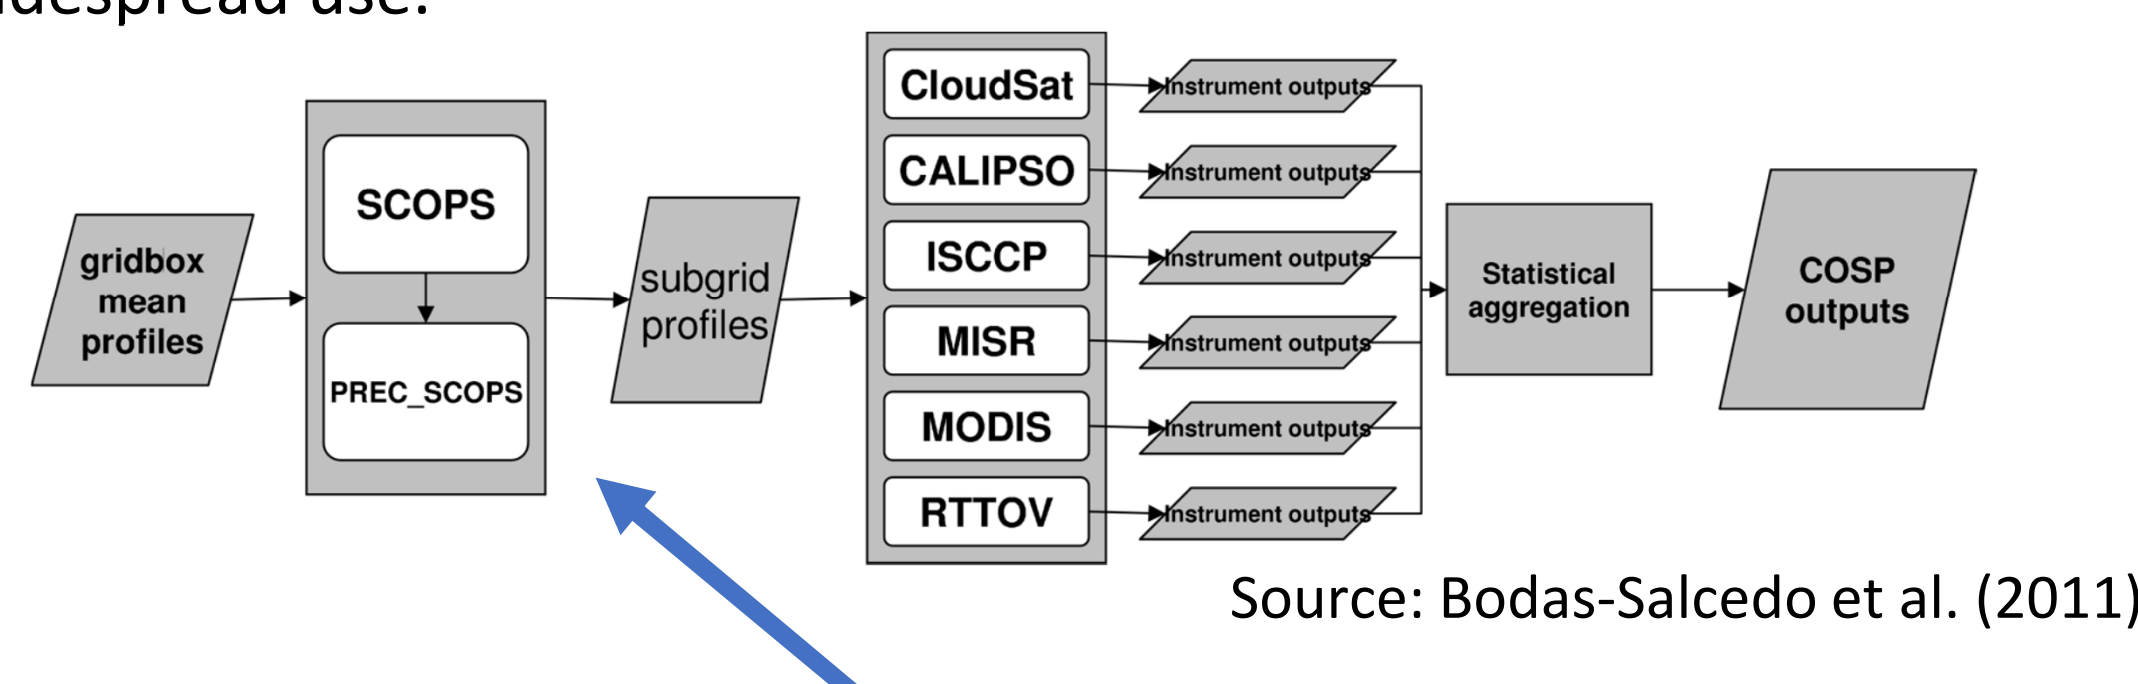 gridbox
mean
profiles
SCOPS
PREC_SCOPS
subgrid
profiles
CloudSat
Instrument outputs
CALIPSO
Instrument outputs
ISCCP
Instrument outputs
MISR
Instrument outputs
MODIS
Instrument outputs
RTTOV
Instrument outputs
Statistical
aggregation
COSP
outputs
Source: Bodas-Salcedo et al. (2011)